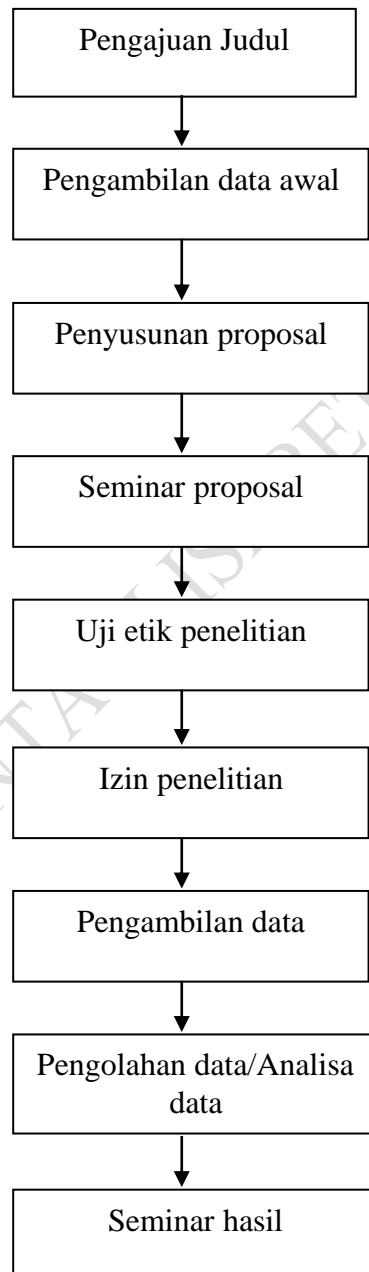 Pengajuan Judul
Pengambilan data awal
Penyusunan proposal
Seminar proposal
Uji etik penelitian
Izin penelitian
Pengambilan data
Pengolahan data/Analisa
data
Seminar hasil